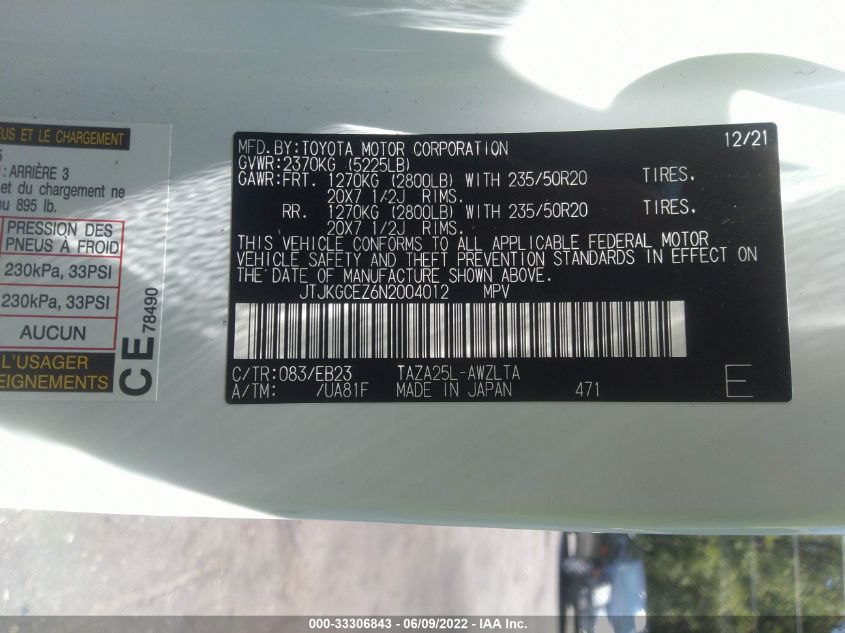 EUS ET LE CHARGEMENT
: ARRIÈRE 3
et du chargement ne
ou 895 lb.
PRESSION DES
PNEUS À FROID
230kPa, 33PSI
230kPa, 33PSI
AUCUN
L'USAGER
EIGNEMENTS
CE 78490
MFD.BY:TOYOTA MOTOR CORPORATION 12/21
GVWR:2370KG (5225LB)
GAWR:FRT. 1270KG (2800LB) WITH 235/50R20 TIRES.
20X7 1/2J RIMS.
RR. 1270KG (2800LB) WITH 235/50R20 TIRES.
20X7 1/2J RIMS.
THIS VEHICLE CONFORMS TO ALL APPLICABLE FEDERAL MOTOR
VEHICLE SAFETY AND THEFT PREVENTION STANDARDS IN EFFECT ON
THE DATE OF MANUFACTURE SHOWN ABOVE.
JTJKGCEZ6N2004012 MPV
C/TR:083/EB23 TAZA25L-AWZLTA
A/TM: /UA81F MADE IN JAPAN 471 E
000-33306843 - 06/09/2022 - IAA Inc.